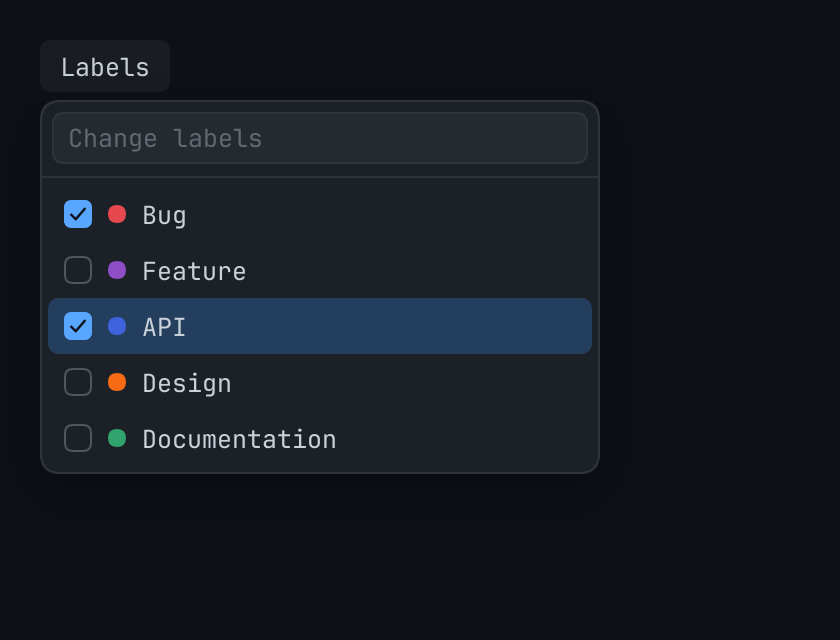 Labels
Change labels
Bug
Feature
API
Design
Documentation